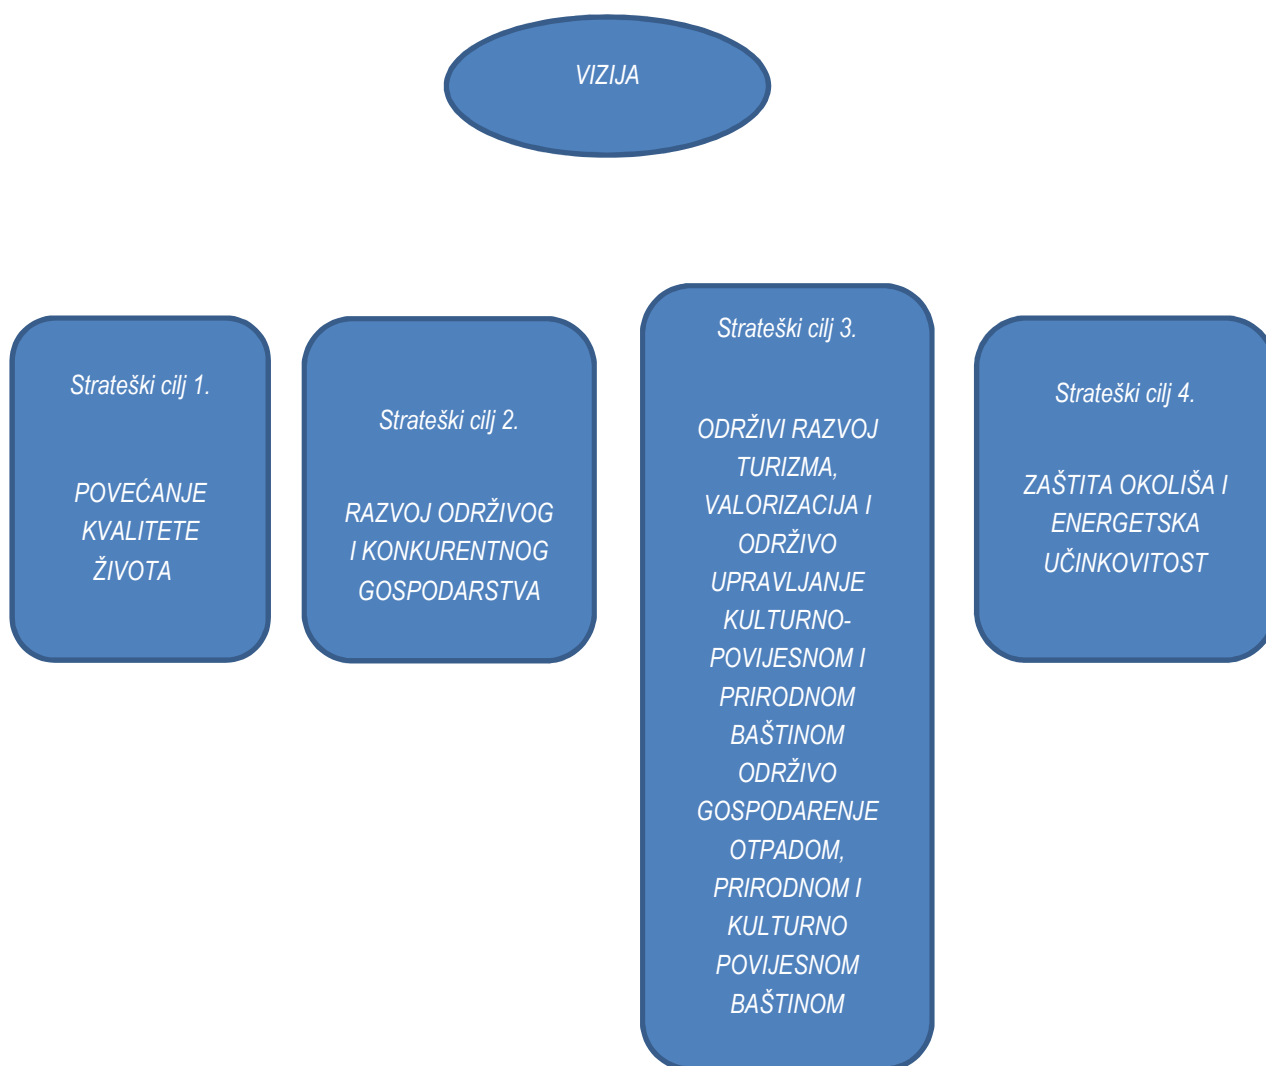 VIZIJA
Strateški cilj 1.
POVEĆANJE
KVALITETE
ŽIVOTA
Strateški cilj 2.
RAZVOJ ODRŽIVOG
I KONKURENTNOG
GOSPODARSTVA
Strateški cilj 3.
ODRŽIVI RAZVOJ
TURIZMA,
VALORIZACIJA I
ODRŽIVO
UPRAVLJANJE
KULTURNO-
POVIJESNOM I
PRIRODNOM
BAŠTINOM
ODRŽIVO
GOSPODARENJE
OTPADOM,
PRIRODNOM I
KULTURNO
POVIJESNOM
BAŠTINOM
Strateški cilj 4.
ZAŠTITA OKOLIŠA I
ENERGETSKA
UČINKOVITOST